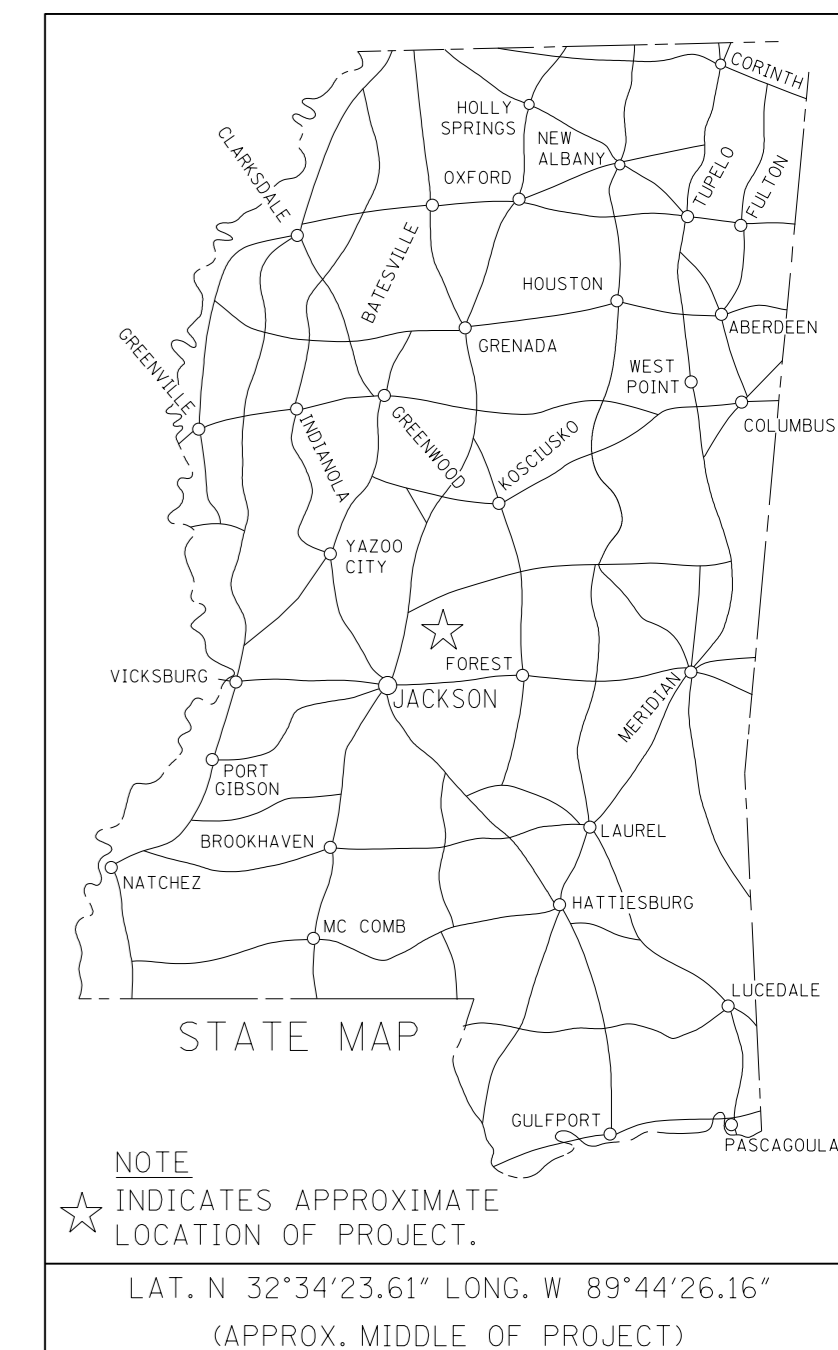 CORINTH
HOLLY
SPRINGS
NEW
ALBANY
CLARKSDALE
OXFORD
TUPELO
FULTON
BATESVILLE
HOUSTON
ABERDEEN
GRENADA
GREENVILLE
WEST
POINT
COLUMBUS
INDIANOLA
GREENWOOD
KOSCIUSKO
YAZOO
CITY
FOREST
VICKSBURG
JACKSON
MERIDIAN
PORT
GIBSON
BROOKHAVEN
LAUREL
NATCHEZ
HATTIESBURG
MC COMB
LUCEDALE
STATE MAP
GULFPORT
PASCAGOULA
NOTE
INDICATES APPROXIMATE
LOCATION OF PROJECT.
LAT. N 32°34'23.61" LONG. W 89°44'26.16"
(APPROX. MIDDLE OF PROJECT)